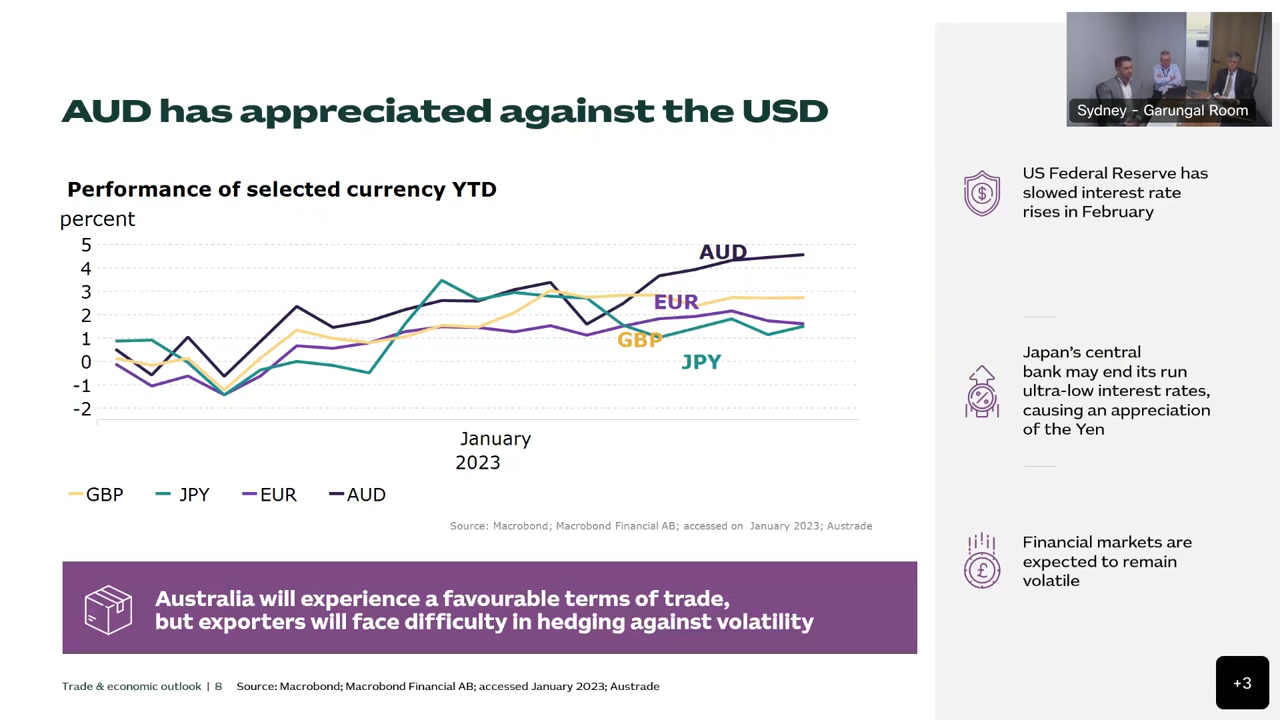 Sydney - Garungal Room
AUD has appreciated against the USD
Performance of selected currency YTD
percent
5
4
3
2
1
0
-1
-2
AUD
EUR
GBP
JPY
January
2023
GBP JPY EUR AUD
Source: Macrobond; Macrobond Financial AB; accessed on January 2023; Austrade
Australia will experience a favourable terms of trade,
but exporters will face difficulty in hedging against volatility
Trade & economic outlook | 8 Source: Macrobond; Macrobond Financial AB; accessed January 2023; Austrade
$
US Federal Reserve has
slowed interest rate
rises in February
%
Japan’s central
bank may end its run
ultra-low interest rates,
causing an appreciation
of the Yen
£
Financial markets are
expected to remain
volatile
+3